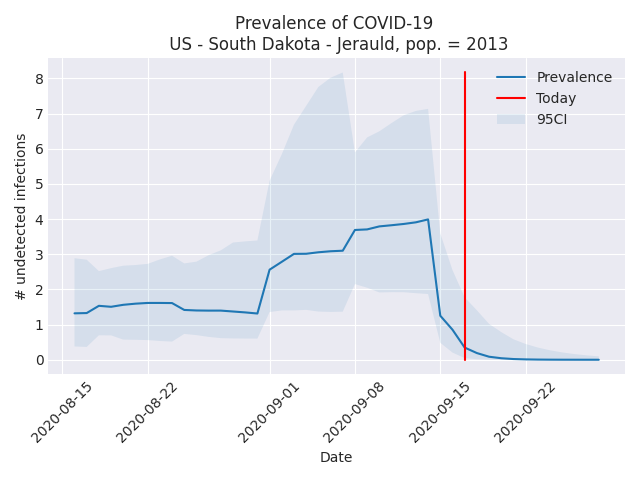 Prevalence of COVID-19
US - South Dakota - Jerauld, pop. = 2013
Prevalence
Today
95CI
# undetected infections
8
7
6
5
4
3
2
1
0
2020-08-15
2020-08-22
2020-09-01
2020-09-08
2020-09-15
2020-09-22
Date